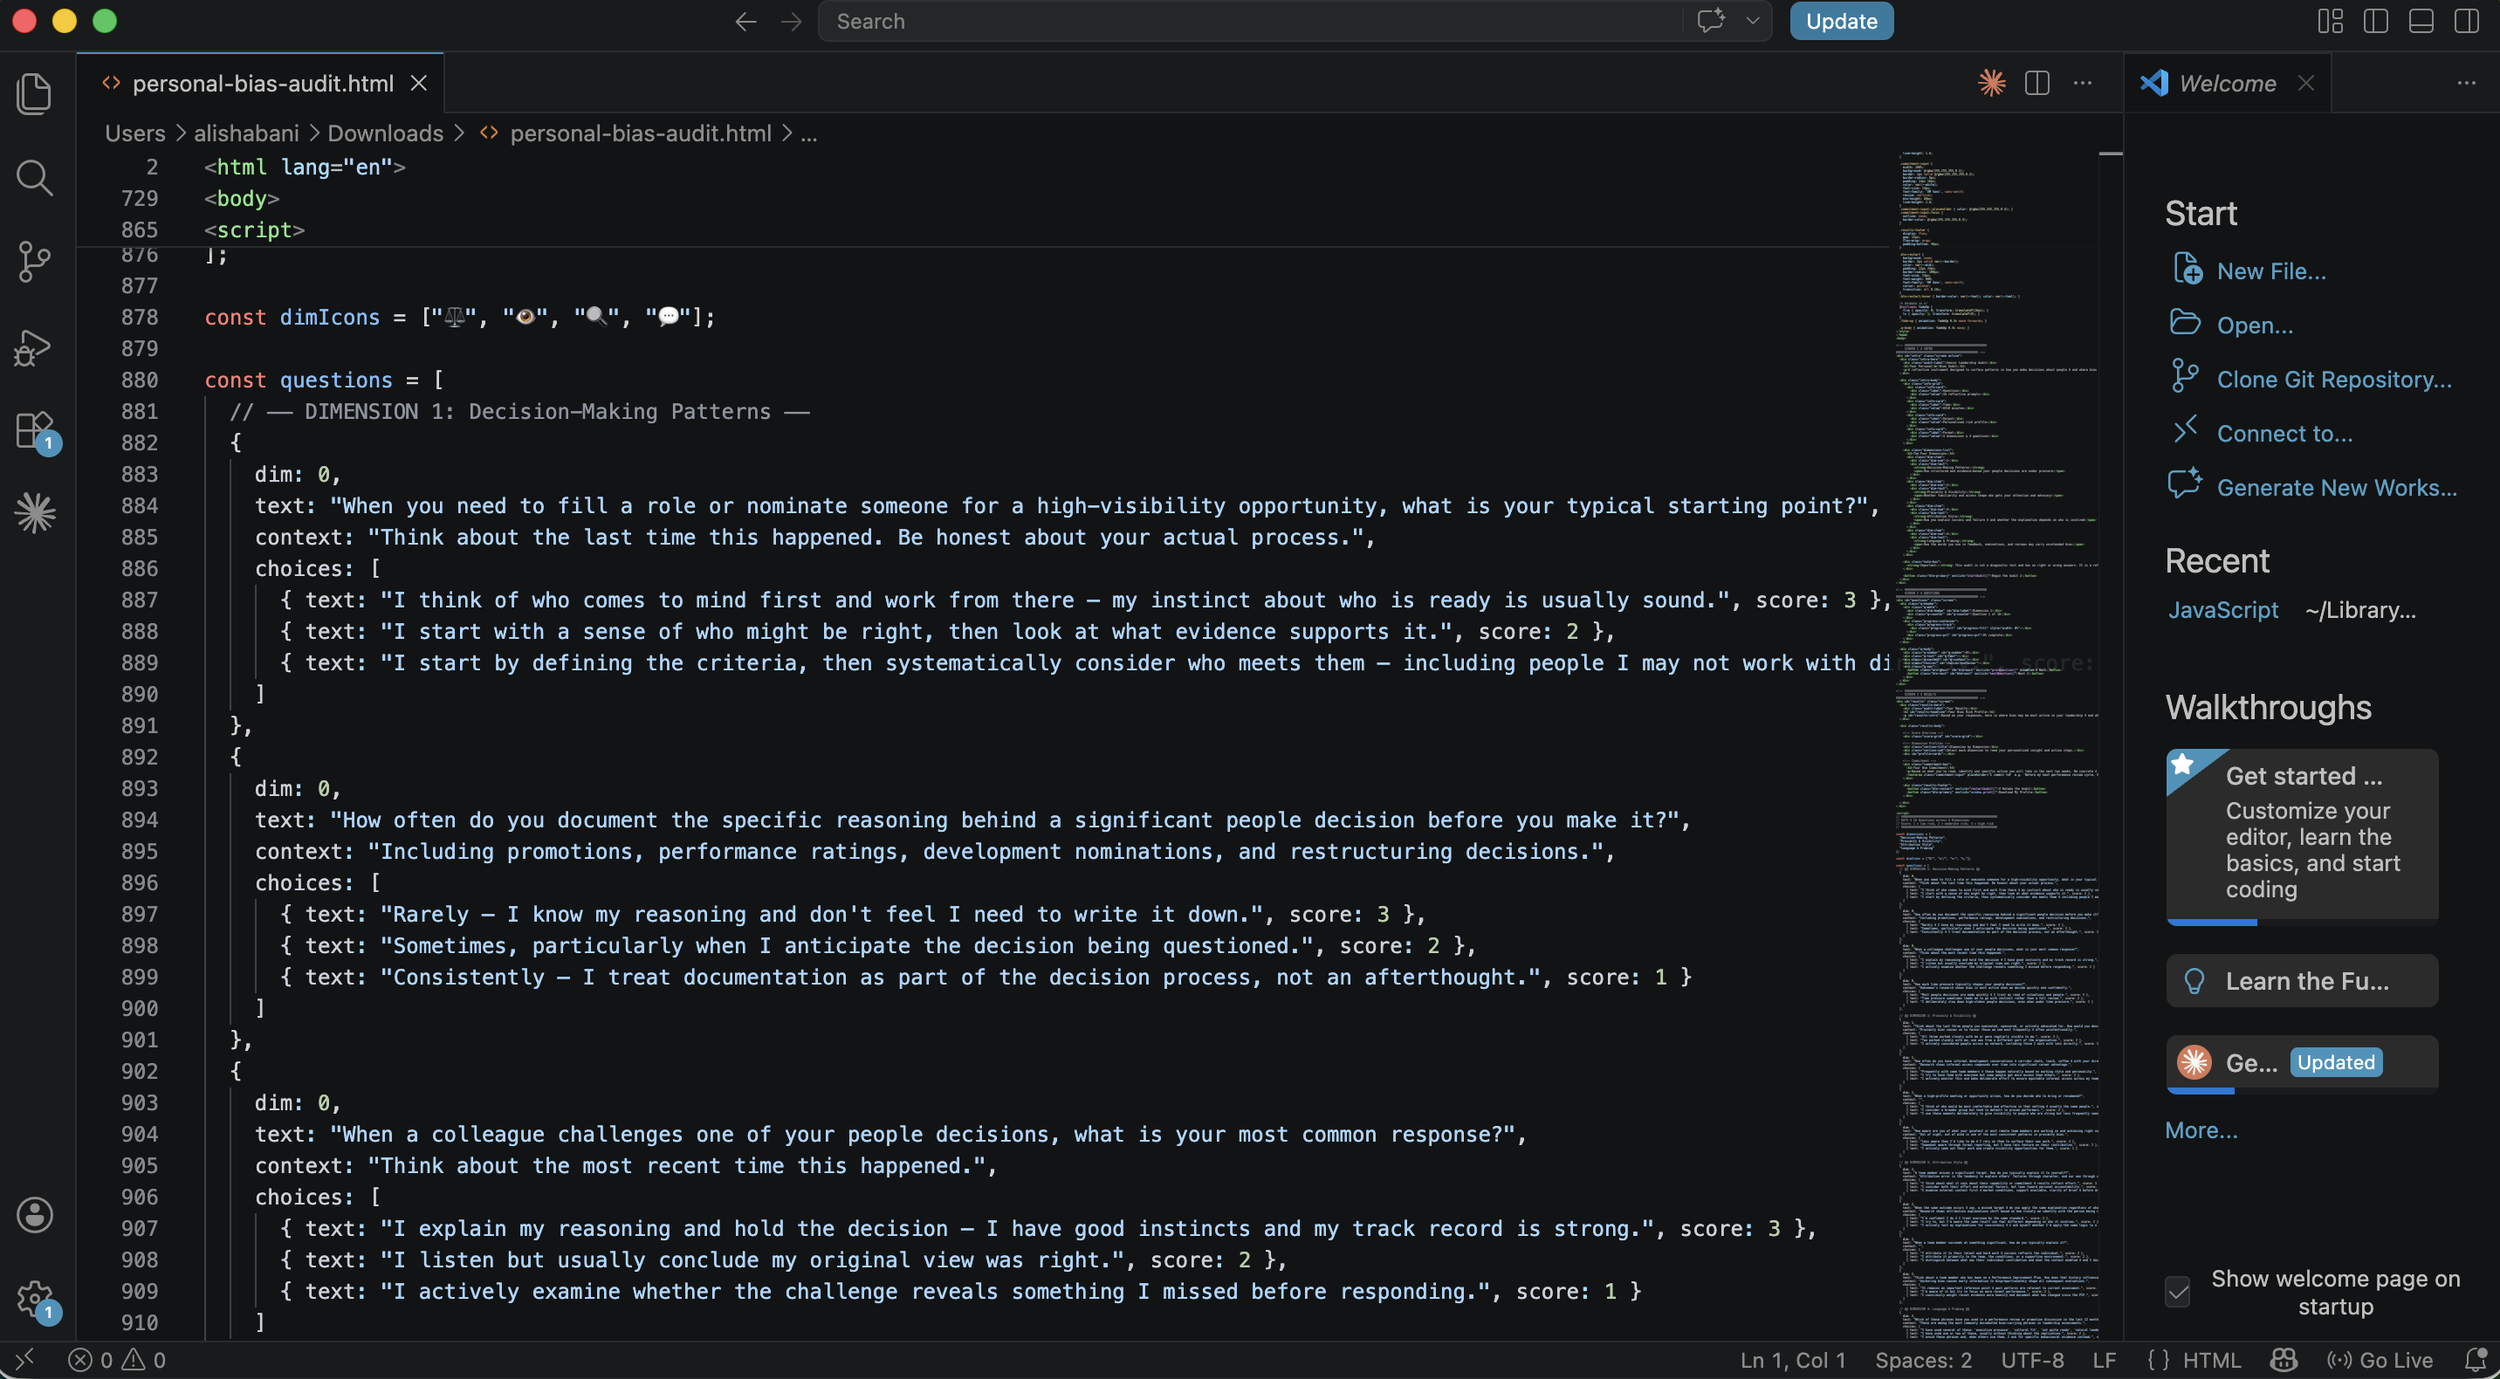 Search
Update
personal-bias-audit.html
Users > alishabani > Downloads > <> personal-bias-audit.html > ...
2 <html lang="en">
729 <body>
865 <script>
876 ];
877
878 const dimIcons = ["⚖️", "👁️", "🔍", "💬"];
879
880 const questions = [
881 // —— DIMENSION 1: Decision-Making Patterns ——
882 {
883 dim: 0,
884 text: "When you need to fill a role or nominate someone for a high-visibility opportunity, what is your typical starting point?",
885 context: "Think about the last time this happened. Be honest about your actual process.",
886 choices: [
887 { text: "I think of who comes to mind first and work from there — my instinct about who is ready is usually sound.", score: 3 },
888 { text: "I start with a sense of who might be right, then look at what evidence supports it.", score: 2 },
889 { text: "I start by defining the criteria, then systematically consider who meets them — including people I may not work with di
890 ]
891 },
892 {
893 dim: 0,
894 text: "How often do you document the specific reasoning behind a significant people decision before you make it?",
895 context: "Including promotions, performance ratings, development nominations, and restructuring decisions.",
896 choices: [
897 { text: "Rarely — I know my reasoning and don't feel I need to write it down.", score: 3 },
898 { text: "Sometimes, particularly when I anticipate the decision being questioned.", score: 2 },
899 { text: "Consistently — I treat documentation as part of the decision process, not an afterthought.", score: 1 }
900 ]
901 },
902 {
903 dim: 0,
904 text: "When a colleague challenges one of your people decisions, what is your most common response?",
905 context: "Think about the most recent time this happened.",
906 choices: [
907 { text: "I explain my reasoning and hold the decision — I have good instincts and my track record is strong.", score: 3 },
908 { text: "I listen but usually conclude my original view was right.", score: 2 },
909 { text: "I actively examine whether the challenge reveals something I missed before responding.", score: 1 }
910 ]
Welcome
Start
New File...
Open...
Clone Git Repository...
Connect to...
Generate New Works...
Recent
JavaScript ~/Library...
Walkthroughs
Get started ...
Customize your
editor, learn the
basics, and start
coding
Learn the Fu...
Ge... Updated
More...
Show welcome page on
startup
1
1
0 0
Ln 1, Col 1 Spaces: 2 UTF-8 LF {} HTML Go Live